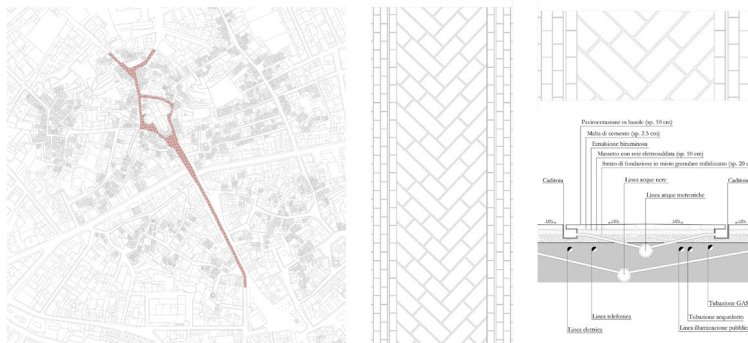 Pavimentazione in basole (sp. 10 cm)
Malta di cemento (sp. 2.5 cm)
Emulsione bituminosa
Massetto con rete elettrosaldata (sp. 10 cm)
Strato di fondazione in misto granulare stabilizzato (sp. 20 c
Caditoia
Linea acque nere
Caditoia
Linea acque meteoriche
Tubazione GAS
Linea telefonica
Tubazione acquedotto
Linea elettrica
Linea illuminazione pubblic